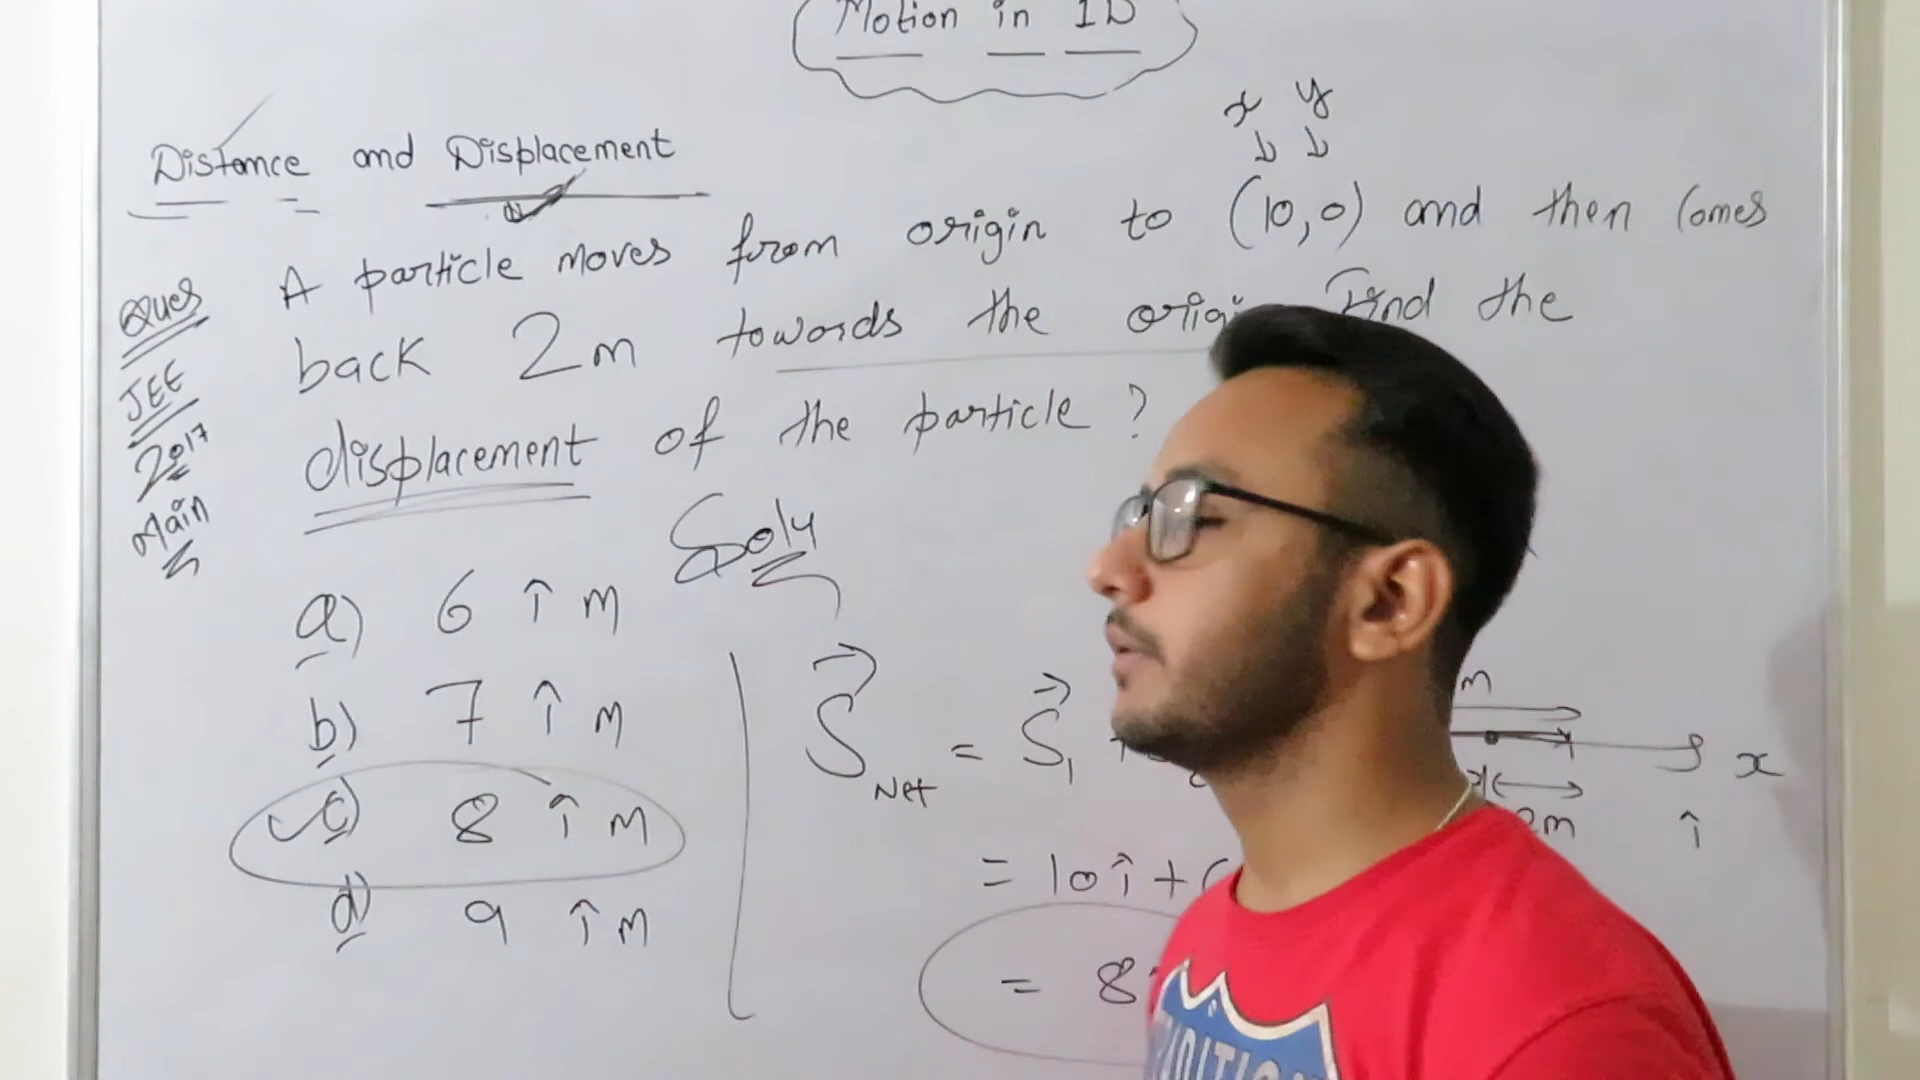 Motion in 1D
x y
Distance and Displacement
Ques A particle moves from origin to (10,0) and then comes
back 2m towards the origi Find the
JEE
2017
Main
displacement of the particle ?
Soln
a) 6 î m
b) 7 î m
c) 8 î m
d) 9 î m
S⃗Net = S⃗1 +
= 10î + (
= 8
m
x
2m î